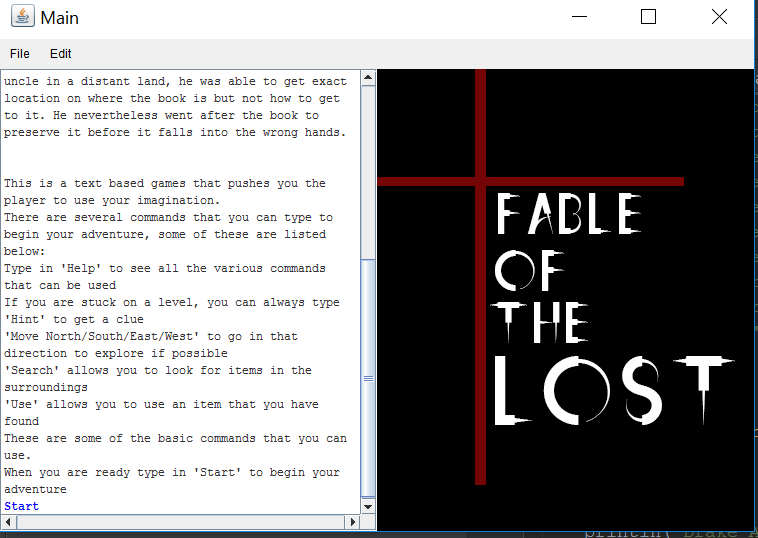 Main
File Edit
uncle in a distant land, he was able to get exact
location on where the book is but not how to get
to it. He nevertheless went after the book to
preserve it before it falls into the wrong hands.
This is a text based games that pushes you the
player to use your imagination.
There are several commands that you can type to
begin your adventure, some of these are listed
below:
Type in 'Help' to see all the various commands
that can be used
If you are stuck on a level, you can always type
'Hint' to get a clue
'Move North/South/East/West' to go in that
direction to explore if possible
'Search' allows you to look for items in the
surroundings
'Use' allows you to use an item that you have
found
These are some of the basic commands that you can
use.
When you are ready type in 'Start' to begin your
adventure
Start
FABLE
OF
THE
LOST